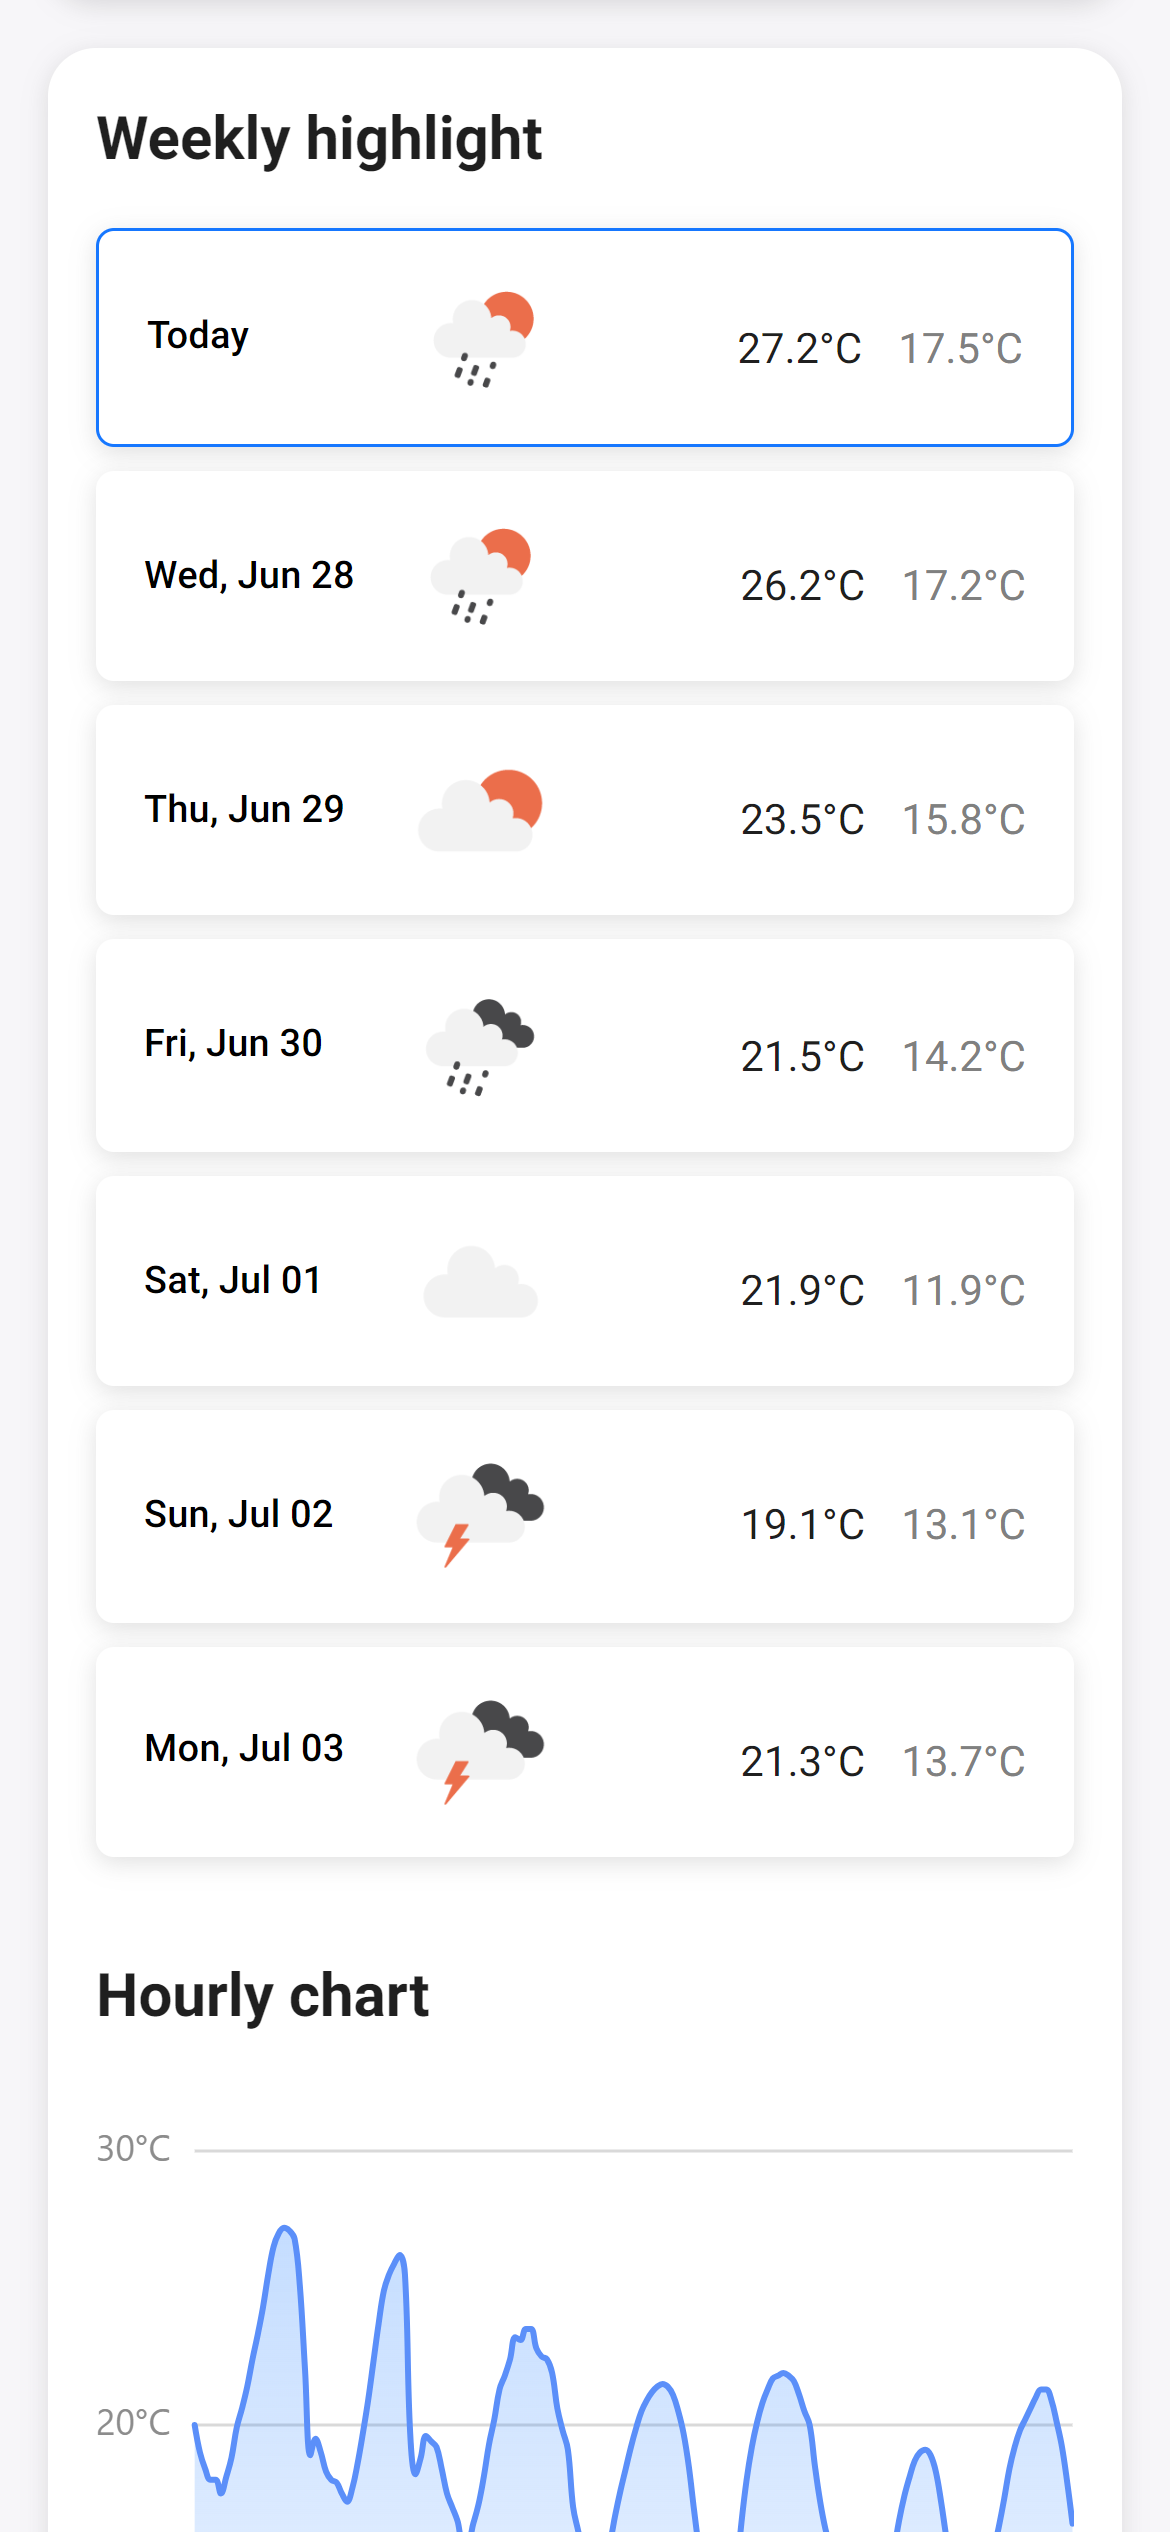 Weekly highlight
Today 27.2°C 17.5°C
Wed, Jun 28 26.2°C 17.2°C
Thu, Jun 29 23.5°C 15.8°C
Fri, Jun 30 21.5°C 14.2°C
Sat, Jul 01 21.9°C 11.9°C
Sun, Jul 02 19.1°C 13.1°C
Mon, Jul 03 21.3°C 13.7°C
Hourly chart
30°C
20°C